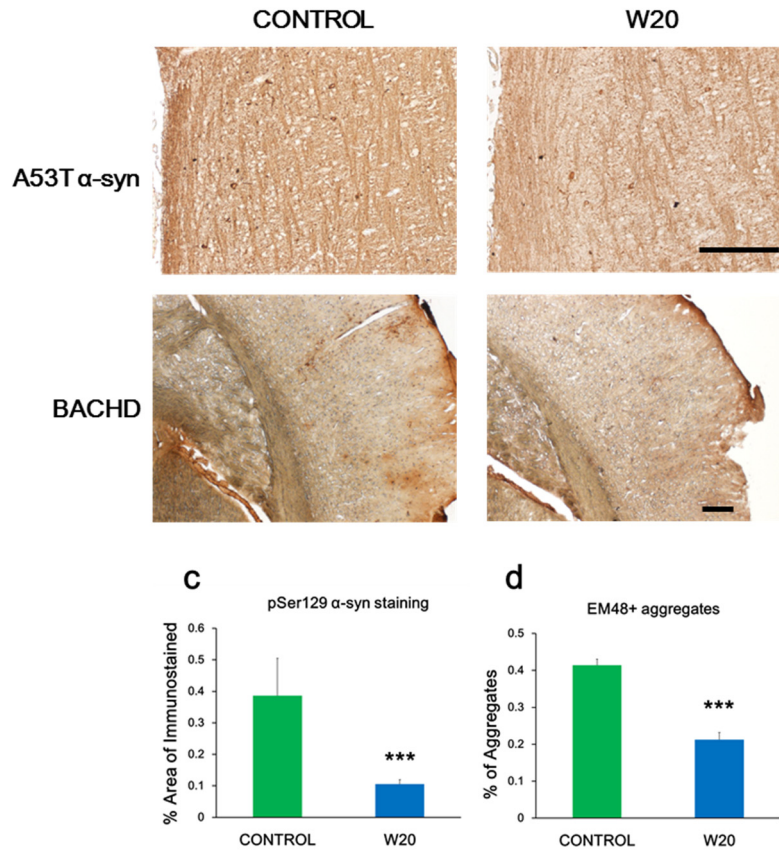 CONTROL W20
A53T α-syn
BACHD
c
pSer129 α-syn staining
% Area of Immunostained
0.6
0.5
0.4
0.3
0.2
0.1
0
***
CONTROL W20
d
EM48+ aggregates
% of Aggregates
0.5
0.4
0.3
0.2
0.1
0
***
CONTROL W20